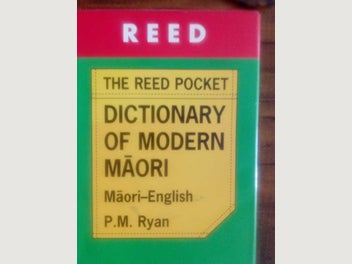 REED
THE REED POCKET
DICTIONARY
OF MODERN
MĀORI
Māori–English
P.M. Ryan